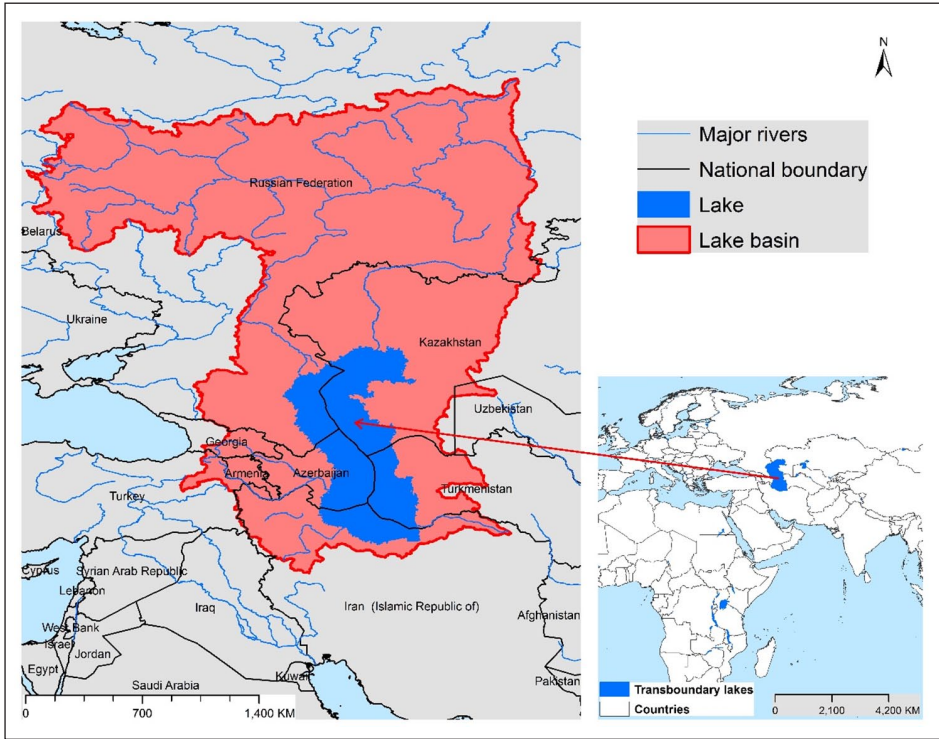 N
Major rivers
National boundary
Lake
Lake basin
Russian Federation
Belarus
Ukraine
Kazakhstan
Uzbekistan
Georgia
Armenia
Azerbaijan
Turkmenistan
Turkey
Cyprus
Syrian Arab Republic
Lebanon
Iraq
Iran (Islamic Republic of)
Afghanistan
West Bank
Israel
Jordan
Egypt
Kuwait
Pakistan
Saudi Arabia
0 700 1,400 KM
Transboundary lakes
Countries
0 2,100 4,200 KM